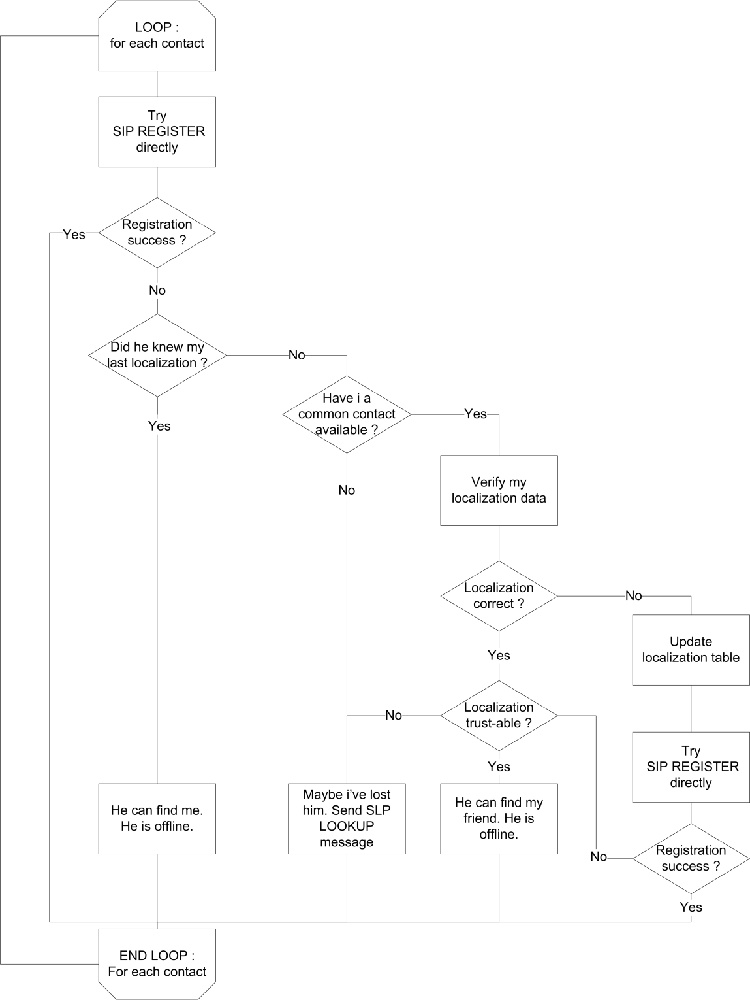 LOOP :
for each contact
Try
SIP REGISTER
directly
Registration
success ?
Yes
No
Did he knew my
last localization ?
No
Yes
Have i a
common contact
available ?
Yes
No
Verify my
localization data
Localization
correct ?
No
Yes
Update
localization table
Localization
trust-able ?
No
Yes
Try
SIP REGISTER
directly
He can find me.
He is offline.
Maybe i've lost
him. Send SLP
LOOKUP
message
He can find my
friend. He is
offline.
Registration
success ?
No
Yes
END LOOP :
For each contact